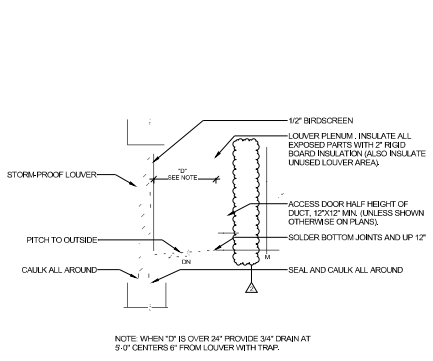 1/2" BIRDSCREEN
LOUVER PLENUM . INSULATE ALL
EXPOSED PARTS WITH 2" RIGID
BOARD INSULATION (ALSO INSULATE
UNUSED LOUVER AREA).
"D"
SEE NOTE
STORM-PROOF LOUVER
ACCESS DOOR HALF HEIGHT OF
DUCT, 12"X12" MIN. (UNLESS SHOWN
OTHERWISE ON PLANS).
PITCH TO OUTSIDE
SOLDER BOTTOM JOINTS AND UP 12"
DN
M
CAULK ALL AROUND
SEAL AND CAULK ALL AROUND
NOTE: WHEN "D" IS OVER 24" PROVIDE 3/4" DRAIN AT
5'-0" CENTERS 6" FROM LOUVER WITH TRAP.